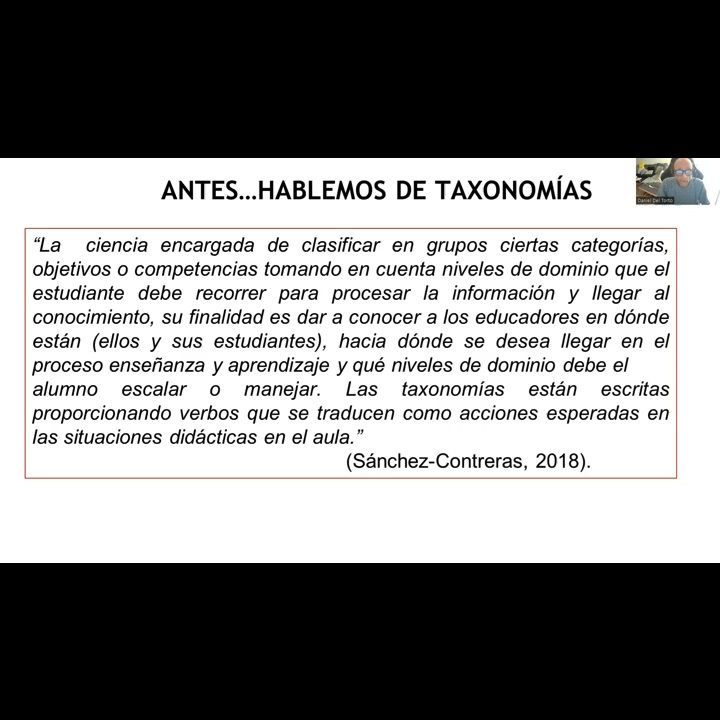 ANTES...HABLEMOS DE TAXONOMÍAS
Daniel Del Torto
“La ciencia encargada de clasificar en grupos ciertas categorías,
objetivos o competencias tomando en cuenta niveles de dominio que el
estudiante debe recorrer para procesar la información y llegar al
conocimiento, su finalidad es dar a conocer a los educadores en dónde
están (ellos y sus estudiantes), hacia dónde se desea llegar en el
proceso enseñanza y aprendizaje y qué niveles de dominio debe el
alumno escalar o manejar. Las taxonomías están escritas
proporcionando verbos que se traducen como acciones esperadas en
las situaciones didácticas en el aula.”
(Sánchez-Contreras, 2018).